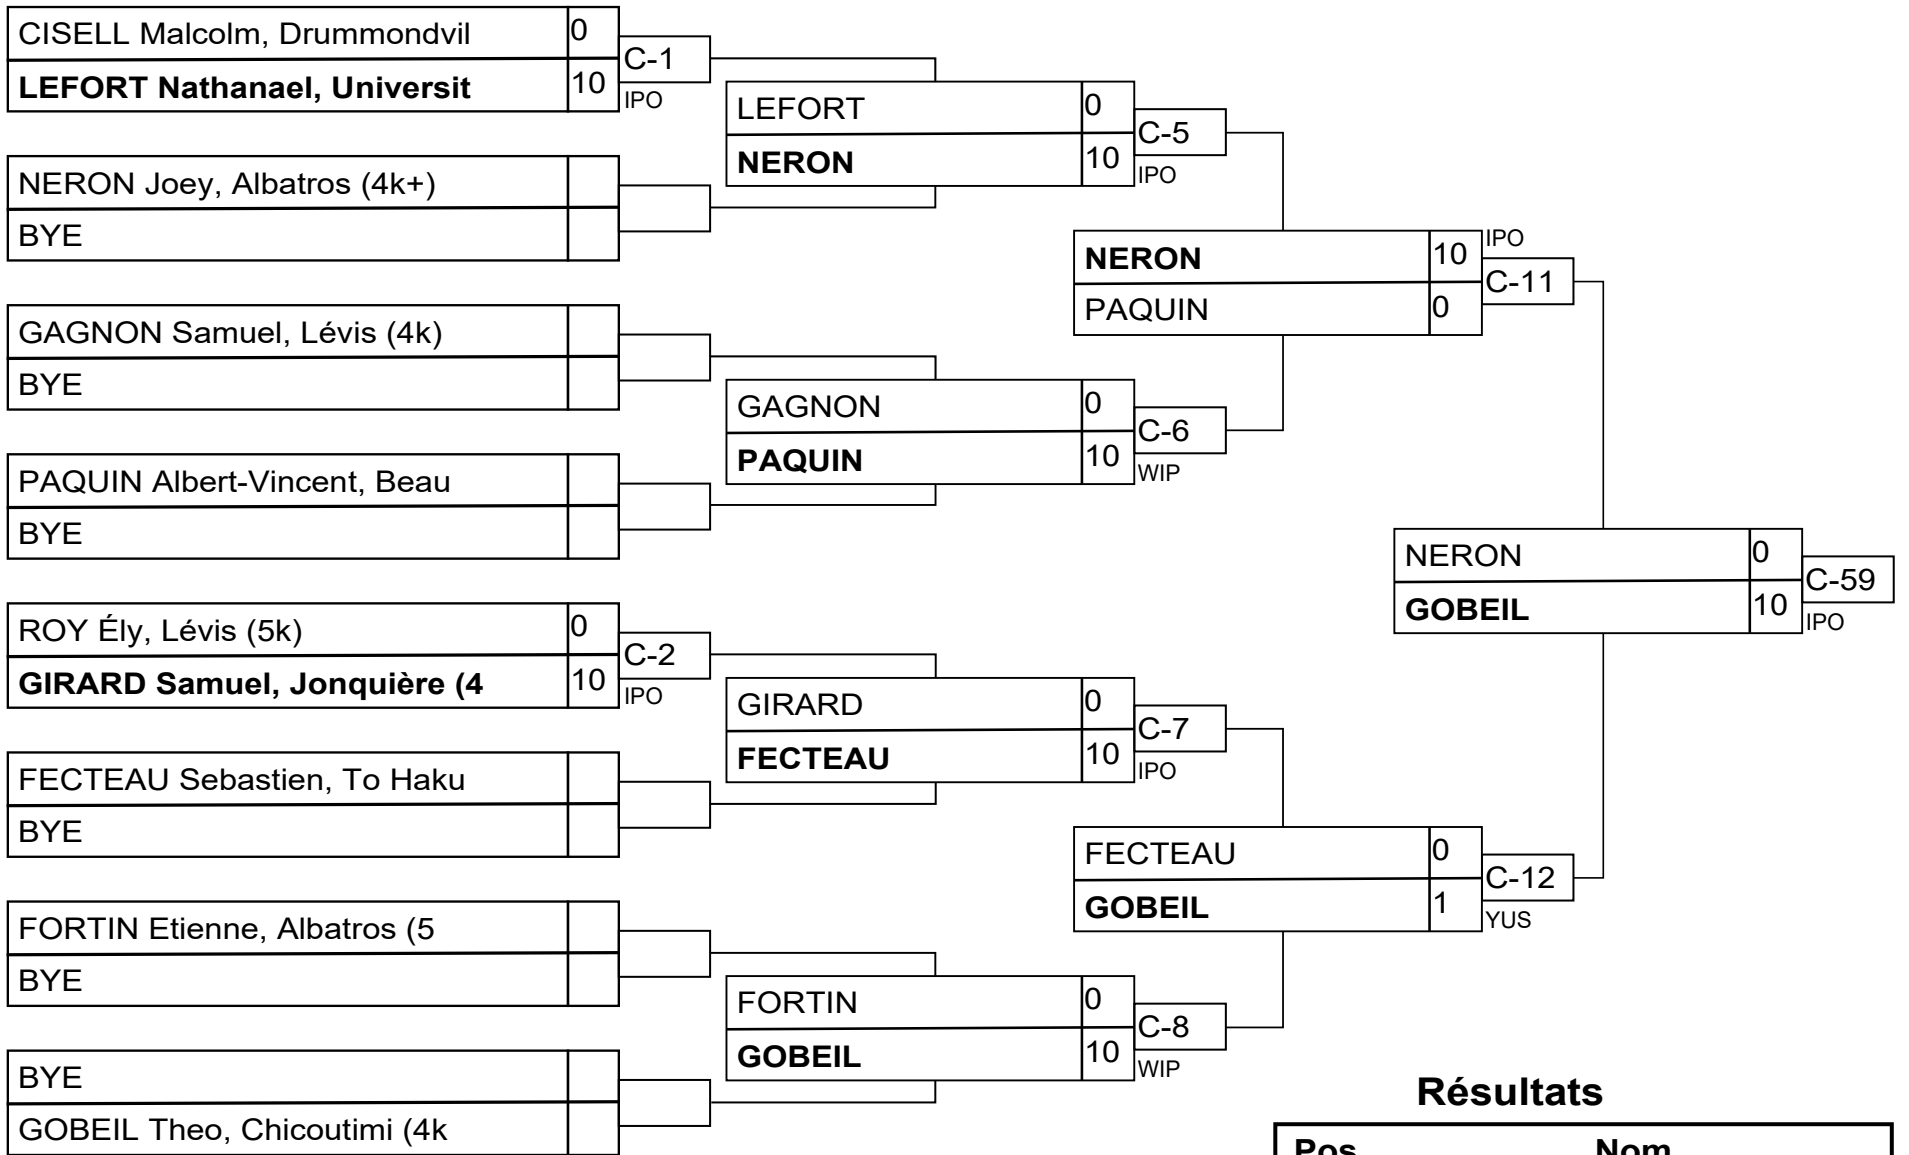 CISELL Malcolm, Drummondvil 0
LEFORT Nathanael, Universit 10
C-1
IPO
NERON Joey, Albatros (4k+)
BYE
GAGNON Samuel, Lévis (4k)
BYE
PAQUIN Albert-Vincent, Beau
BYE
ROY Ély, Lévis (5k) 0
GIRARD Samuel, Jonquière (4 10
C-2
IPO
FECTEAU Sebastien, To Haku
BYE
FORTIN Etienne, Albatros (5
BYE
BYE
GOBEIL Theo, Chicoutimi (4k
LEFORT 0
NERON 10
C-5
IPO
GAGNON 0
PAQUIN 10
C-6
WIP
GIRARD 0
FECTEAU 10
C-7
IPO
FORTIN 0
GOBEIL 10
C-8
WIP
NERON 10
PAQUIN 0
IPO
C-11
FECTEAU 0
GOBEIL 1
C-12
YUS
NERON 0
GOBEIL 10
C-59
IPO
Résultats
Pos Nom